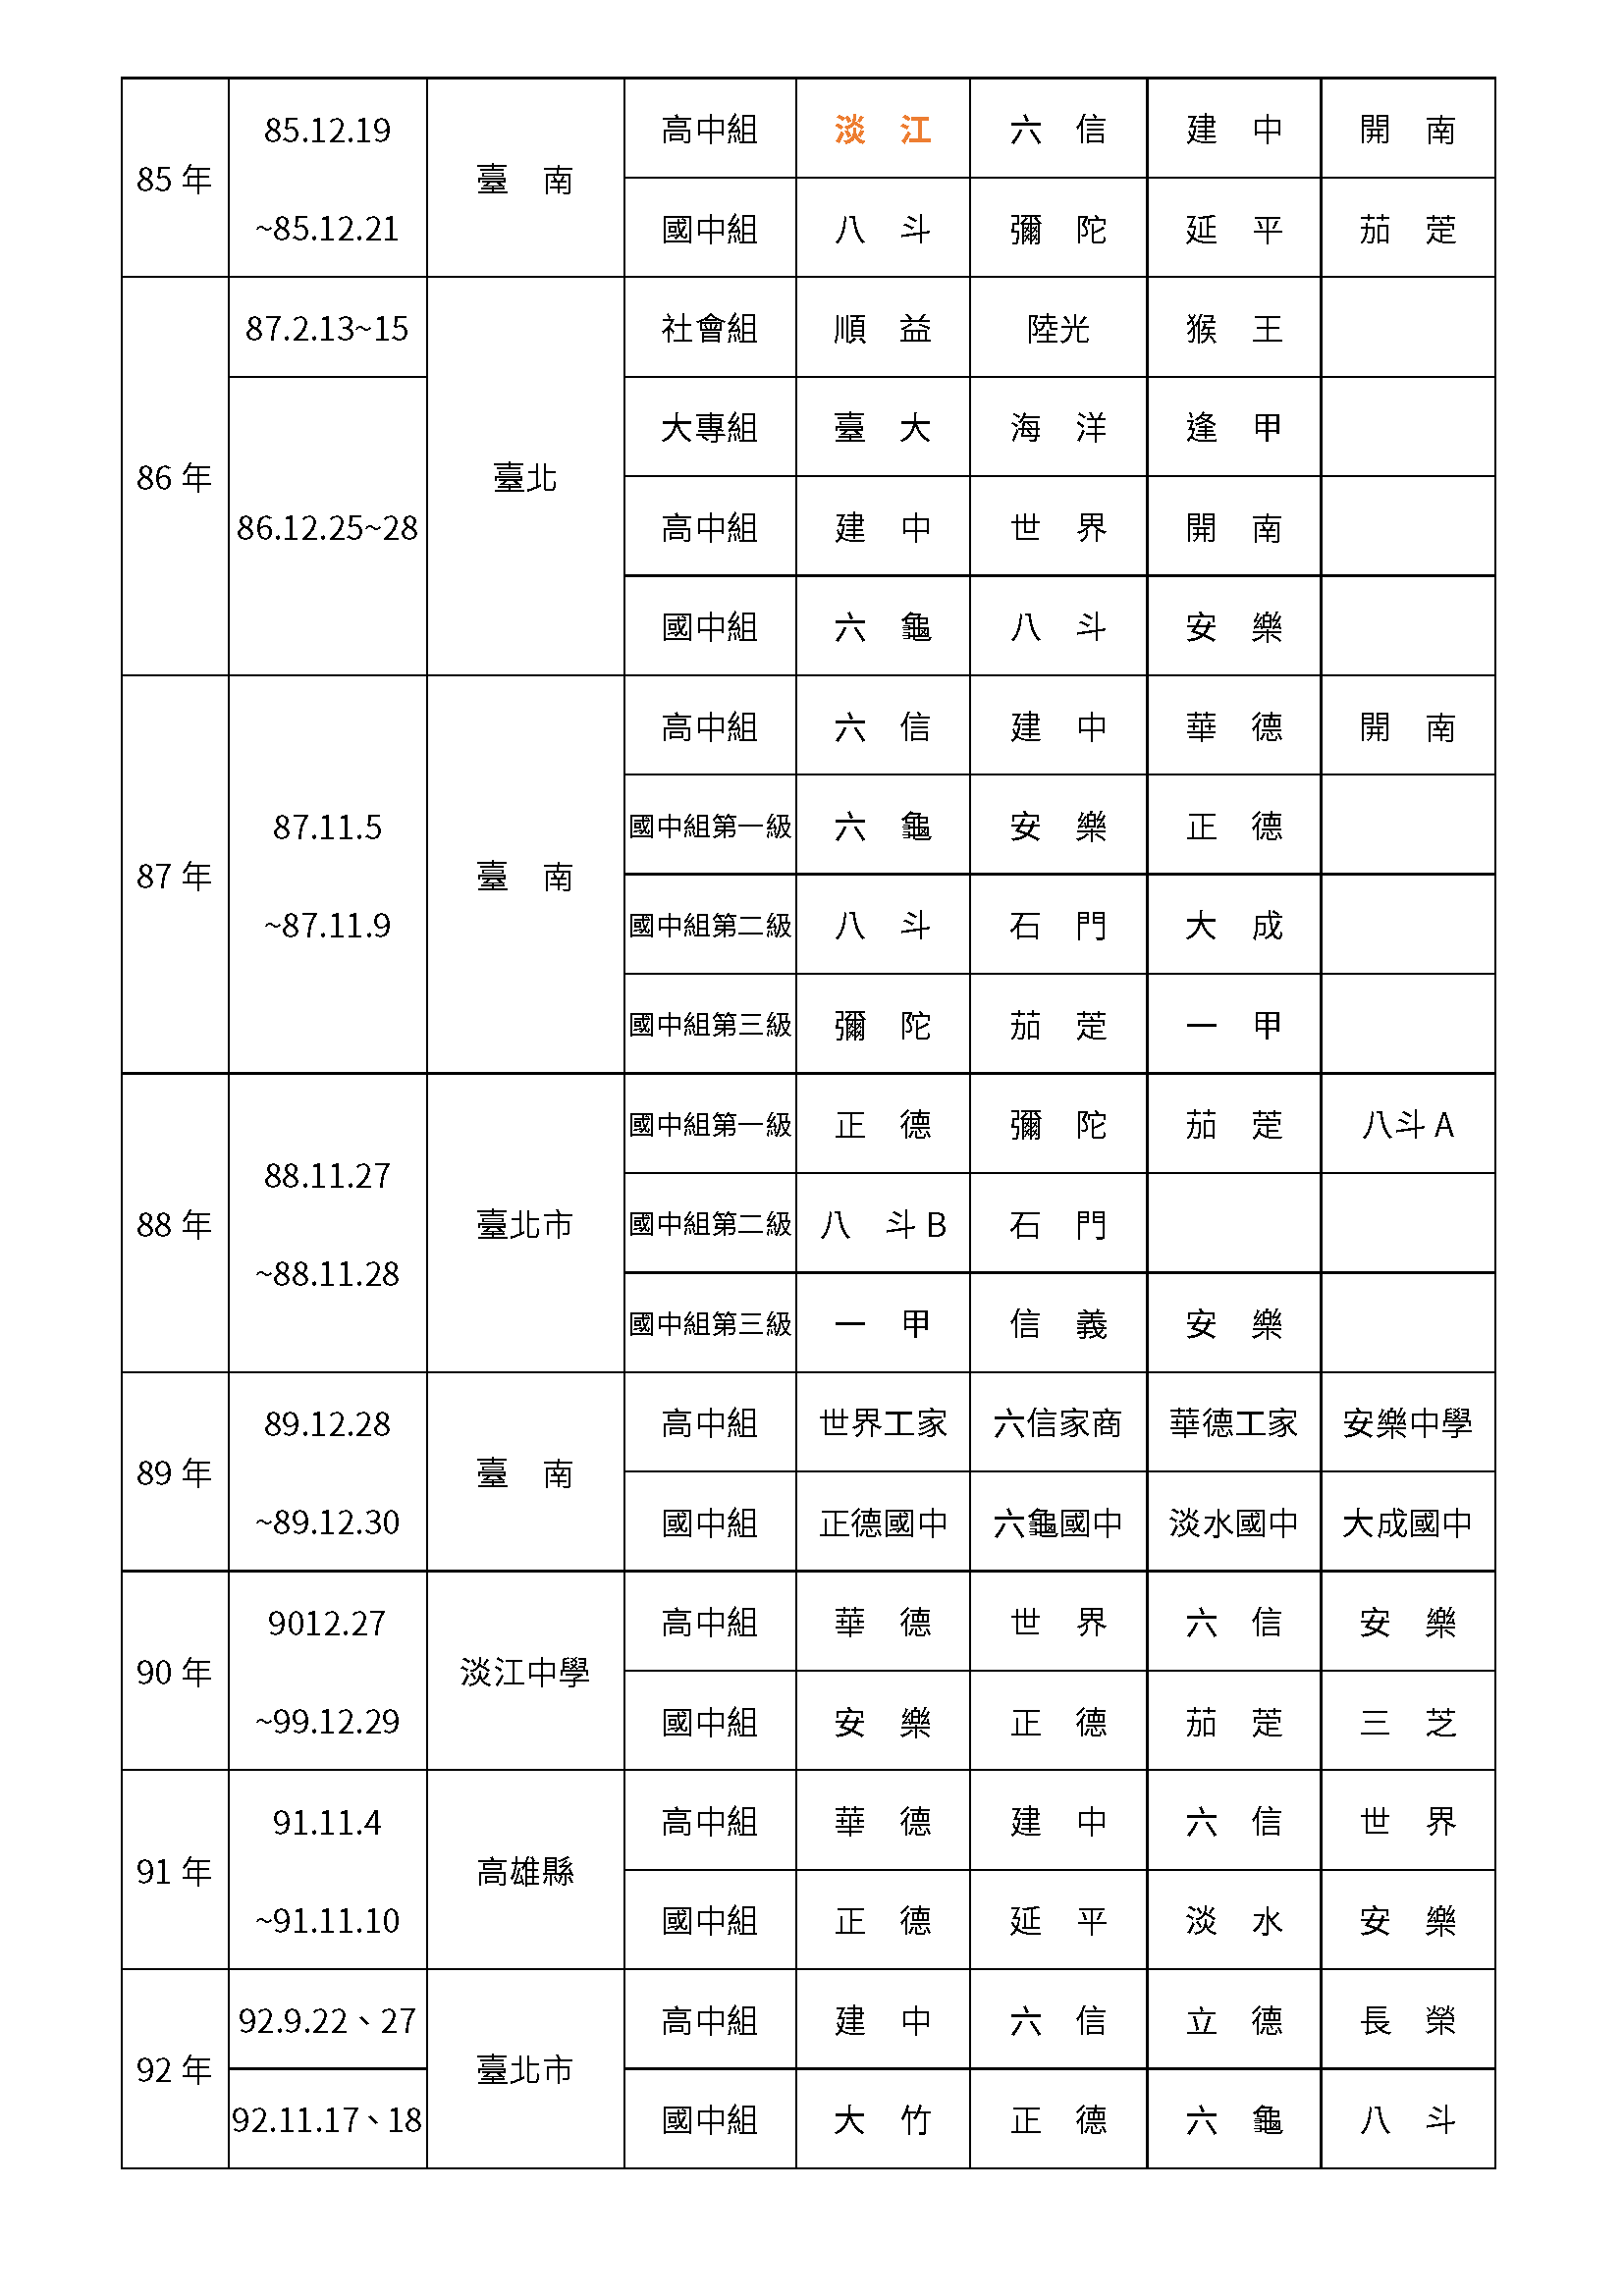 85 年 85.12.19 ~85.12.21 臺 南 高中組 淡 江 六 信 建 中 開 南
國中組 八 斗 彌 陀 延 平 茄 萣
86 年 87.2.13~15 臺北 社會組 順 益 陸光 猴 王
86.12.25~28 大專組 臺 大 海 洋 逢 甲
高中組 建 中 世 界 開 南
國中組 六 龜 八 斗 安 樂
87 年 87.11.5 ~87.11.9 臺 南 高中組 六 信 建 中 華 德 開 南
國中組第一級 六 龜 安 樂 正 德
國中組第二級 八 斗 石 門 大 成
國中組第三級 彌 陀 茄 萣 一 甲
88 年 88.11.27 ~88.11.28 臺北市 國中組第一級 正 德 彌 陀 茄 萣 八斗 A
國中組第二級 八 斗 B 石 門
國中組第三級 一 甲 信 義 安 樂
89 年 89.12.28 ~89.12.30 臺 南 高中組 世界工家 六信家商 華德工家 安樂中學
國中組 正德國中 六龜國中 淡水國中 大成國中
90 年 9012.27 ~99.12.29 淡江中學 高中組 華 德 世 界 六 信 安 樂
國中組 安 樂 正 德 茄 萣 三 芝
91 年 91.11.4 ~91.11.10 高雄縣 高中組 華 德 建 中 六 信 世 界
國中組 正 德 延 平 淡 水 安 樂
92 年 92.9.22、27 臺北市 高中組 建 中 六 信 立 德 長 榮
92.11.17、18 國中組 大 竹 正 德 六 龜 八 斗